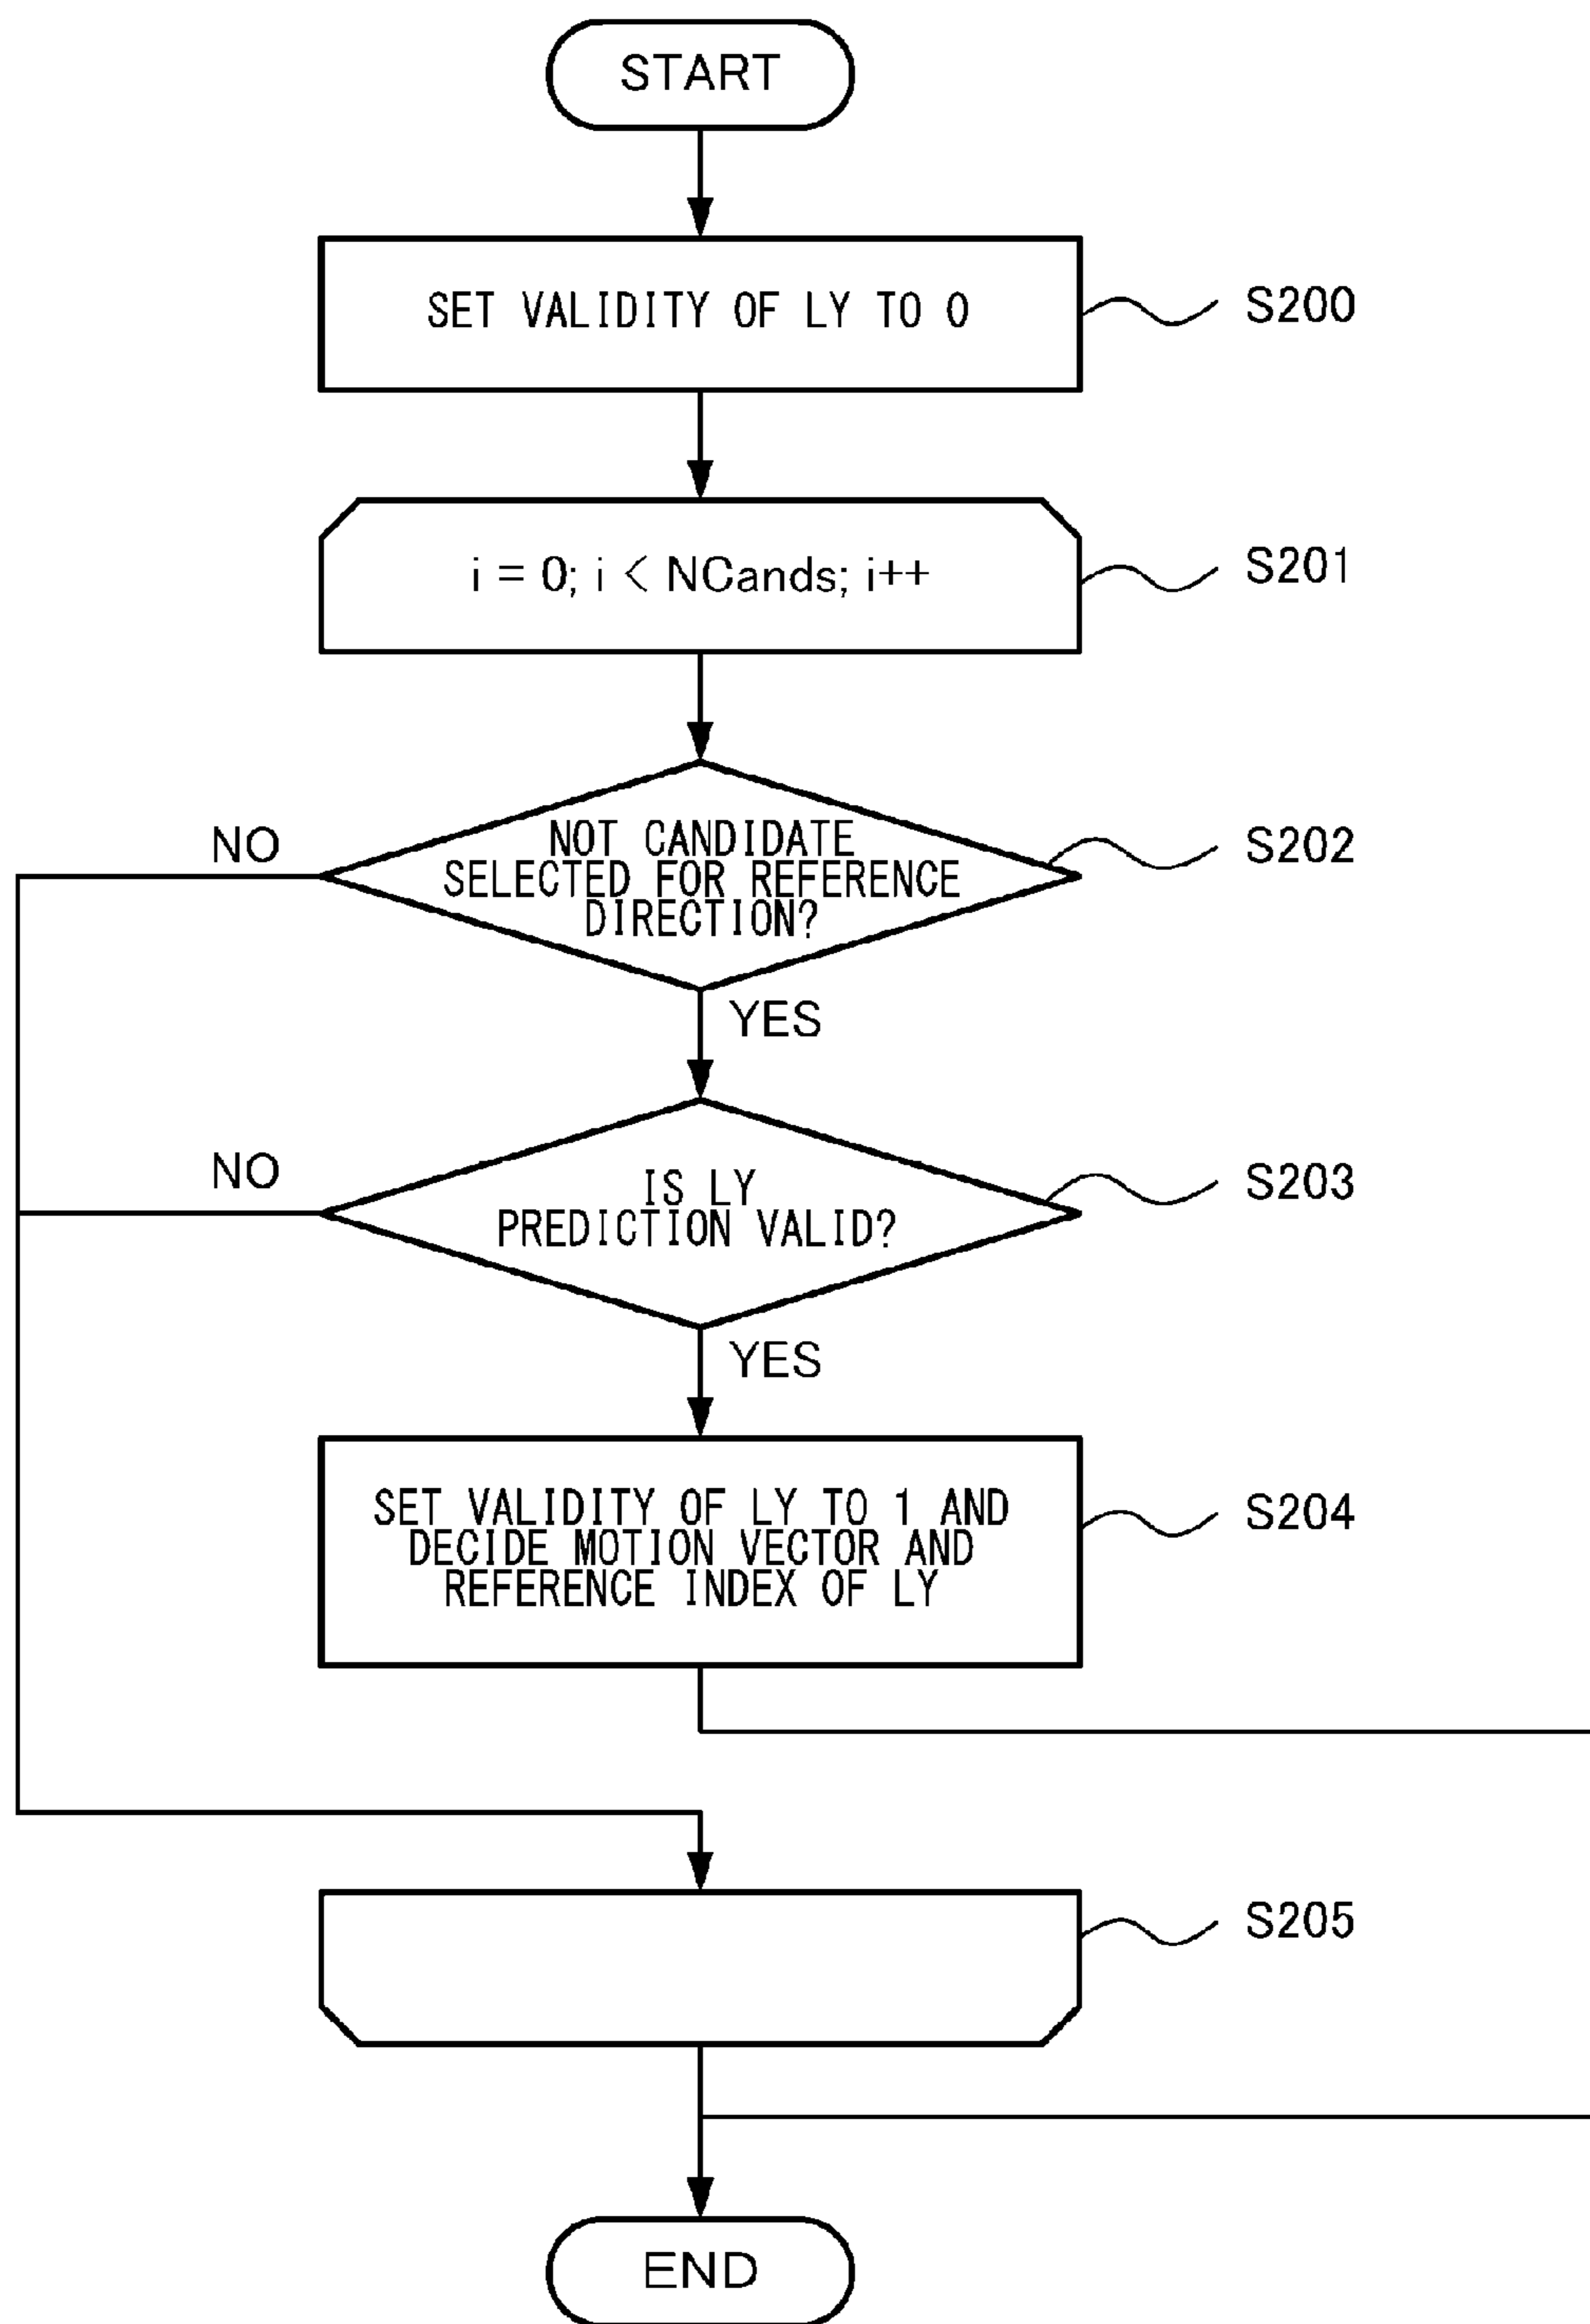 START
SET VALIDITY OF LY TO 0
S200
i = 0; i < NCands; i++
S201
NOT CANDIDATE
SELECTED FOR REFERENCE
DIRECTION?
S202
NO
YES
IS LY
PREDICTION VALID?
S203
NO
YES
SET VALIDITY OF LY TO 1 AND
DECIDE MOTION VECTOR AND
REFERENCE INDEX OF LY
S204
S205
END